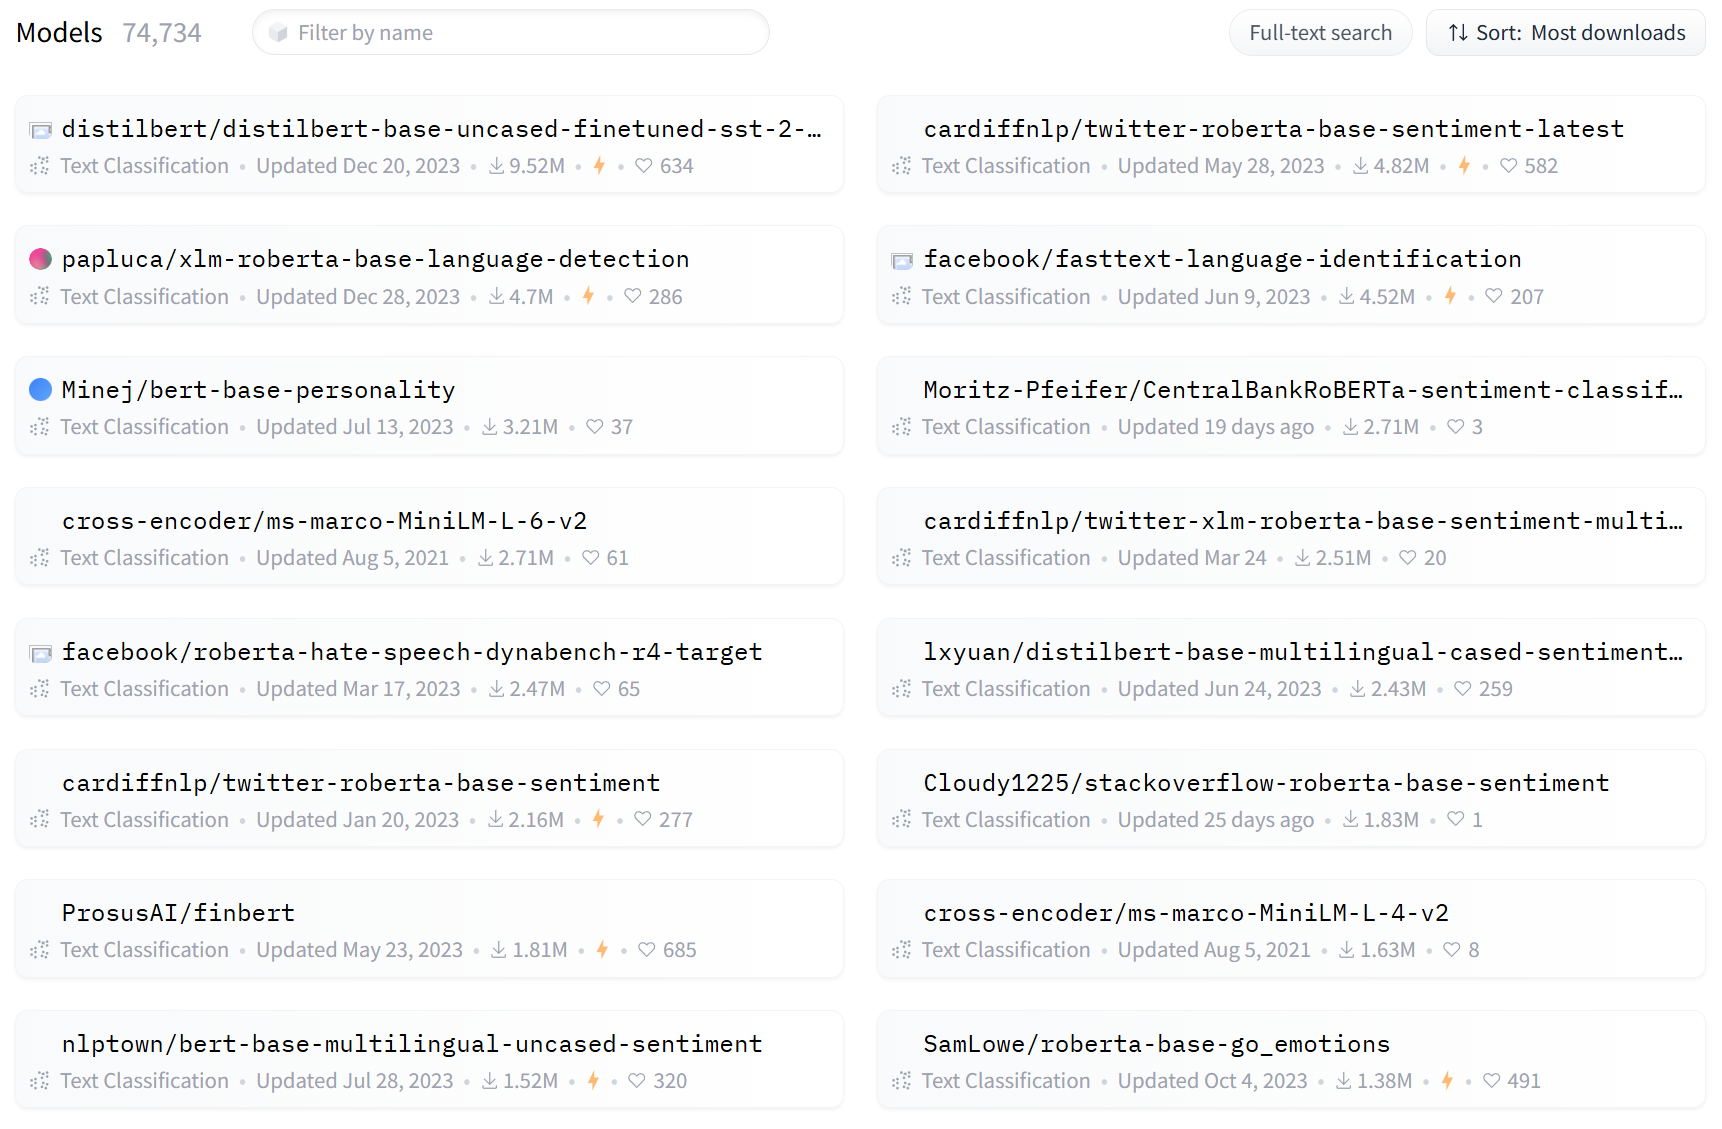 Models 74,734 Filter by name Full-text search Sort: Most downloads
distilbert/distilbert-base-uncased-finetuned-sst-2-…
Text Classification • Updated Dec 20, 2023 • 9.52M • • 634
cardiffnlp/twitter-roberta-base-sentiment-latest
Text Classification • Updated May 28, 2023 • 4.82M • • 582
papluca/xlm-roberta-base-language-detection
Text Classification • Updated Dec 28, 2023 • 4.7M • • 286
facebook/fasttext-language-identification
Text Classification • Updated Jun 9, 2023 • 4.52M • • 207
Minej/bert-base-personality
Text Classification • Updated Jul 13, 2023 • 3.21M • 37
Moritz-Pfeifer/CentralBankRoBERTa-sentiment-classif…
Text Classification • Updated 19 days ago • 2.71M • 3
cross-encoder/ms-marco-MiniLM-L-6-v2
Text Classification • Updated Aug 5, 2021 • 2.71M • 61
cardiffnlp/twitter-xlm-roberta-base-sentiment-multi…
Text Classification • Updated Mar 24 • 2.51M • 20
facebook/roberta-hate-speech-dynabench-r4-target
Text Classification • Updated Mar 17, 2023 • 2.47M • 65
lxyuan/distilbert-base-multilingual-cased-sentiment…
Text Classification • Updated Jun 24, 2023 • 2.43M • 259
cardiffnlp/twitter-roberta-base-sentiment
Text Classification • Updated Jan 20, 2023 • 2.16M • • 277
Cloudy1225/stackoverflow-roberta-base-sentiment
Text Classification • Updated 25 days ago • 1.83M • 1
ProsusAI/finbert
Text Classification • Updated May 23, 2023 • 1.81M • • 685
cross-encoder/ms-marco-MiniLM-L-4-v2
Text Classification • Updated Aug 5, 2021 • 1.63M • 8
nlptown/bert-base-multilingual-uncased-sentiment
Text Classification • Updated Jul 28, 2023 • 1.52M • • 320
SamLowe/roberta-base-go_emotions
Text Classification • Updated Oct 4, 2023 • 1.38M • • 491